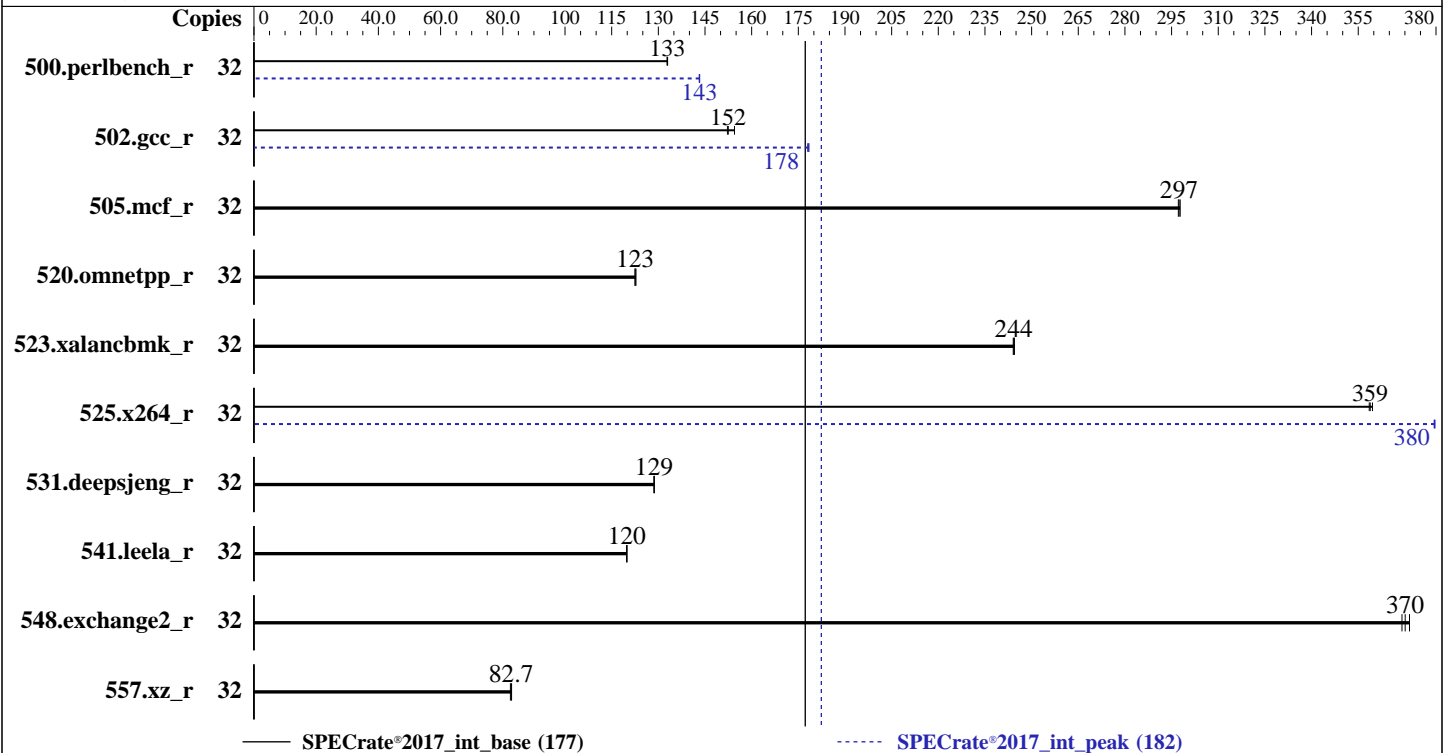 Copies 0 20.0 40.0 60.0 80.0 100 115 130 145 160 175 190 205 220 235 250 265 280 295 310 325 340 355 380
133
500.perlbench_r 32
143
152
502.gcc_r 32
178
297
505.mcf_r 32
123
520.omnetpp_r 32
244
523.xalancbmk_r 32
359
525.x264_r 32
380
129
531.deepsjeng_r 32
120
541.leela_r 32
370
548.exchange2_r 32
82.7
557.xz_r 32
SPECrate®2017_int_base (177) SPECrate®2017_int_peak (182)